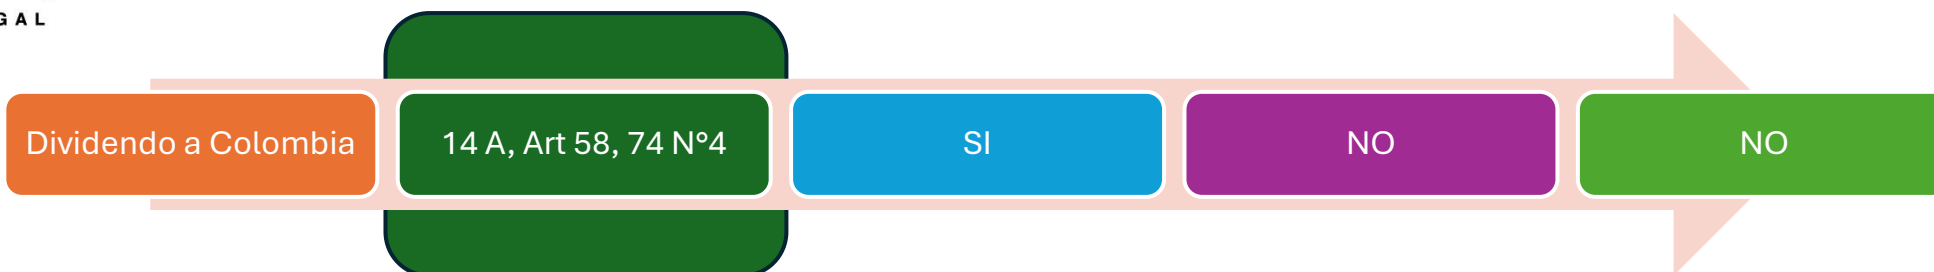 GAL
Dividendo a Colombia
14 A, Art 58, 74 N°4
SI
NO
NO